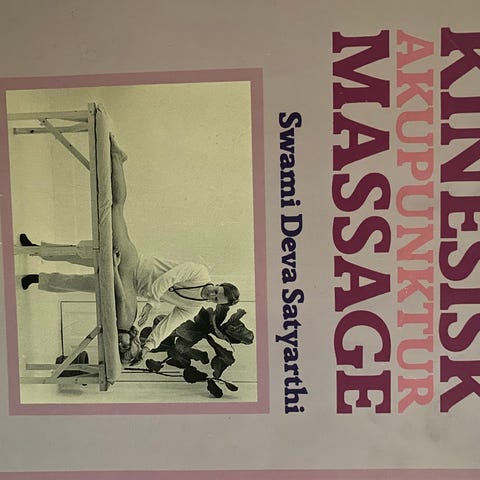 KINESISK
AKUPUNKTUR
MASSAGE
Swami Deva Satyarthi